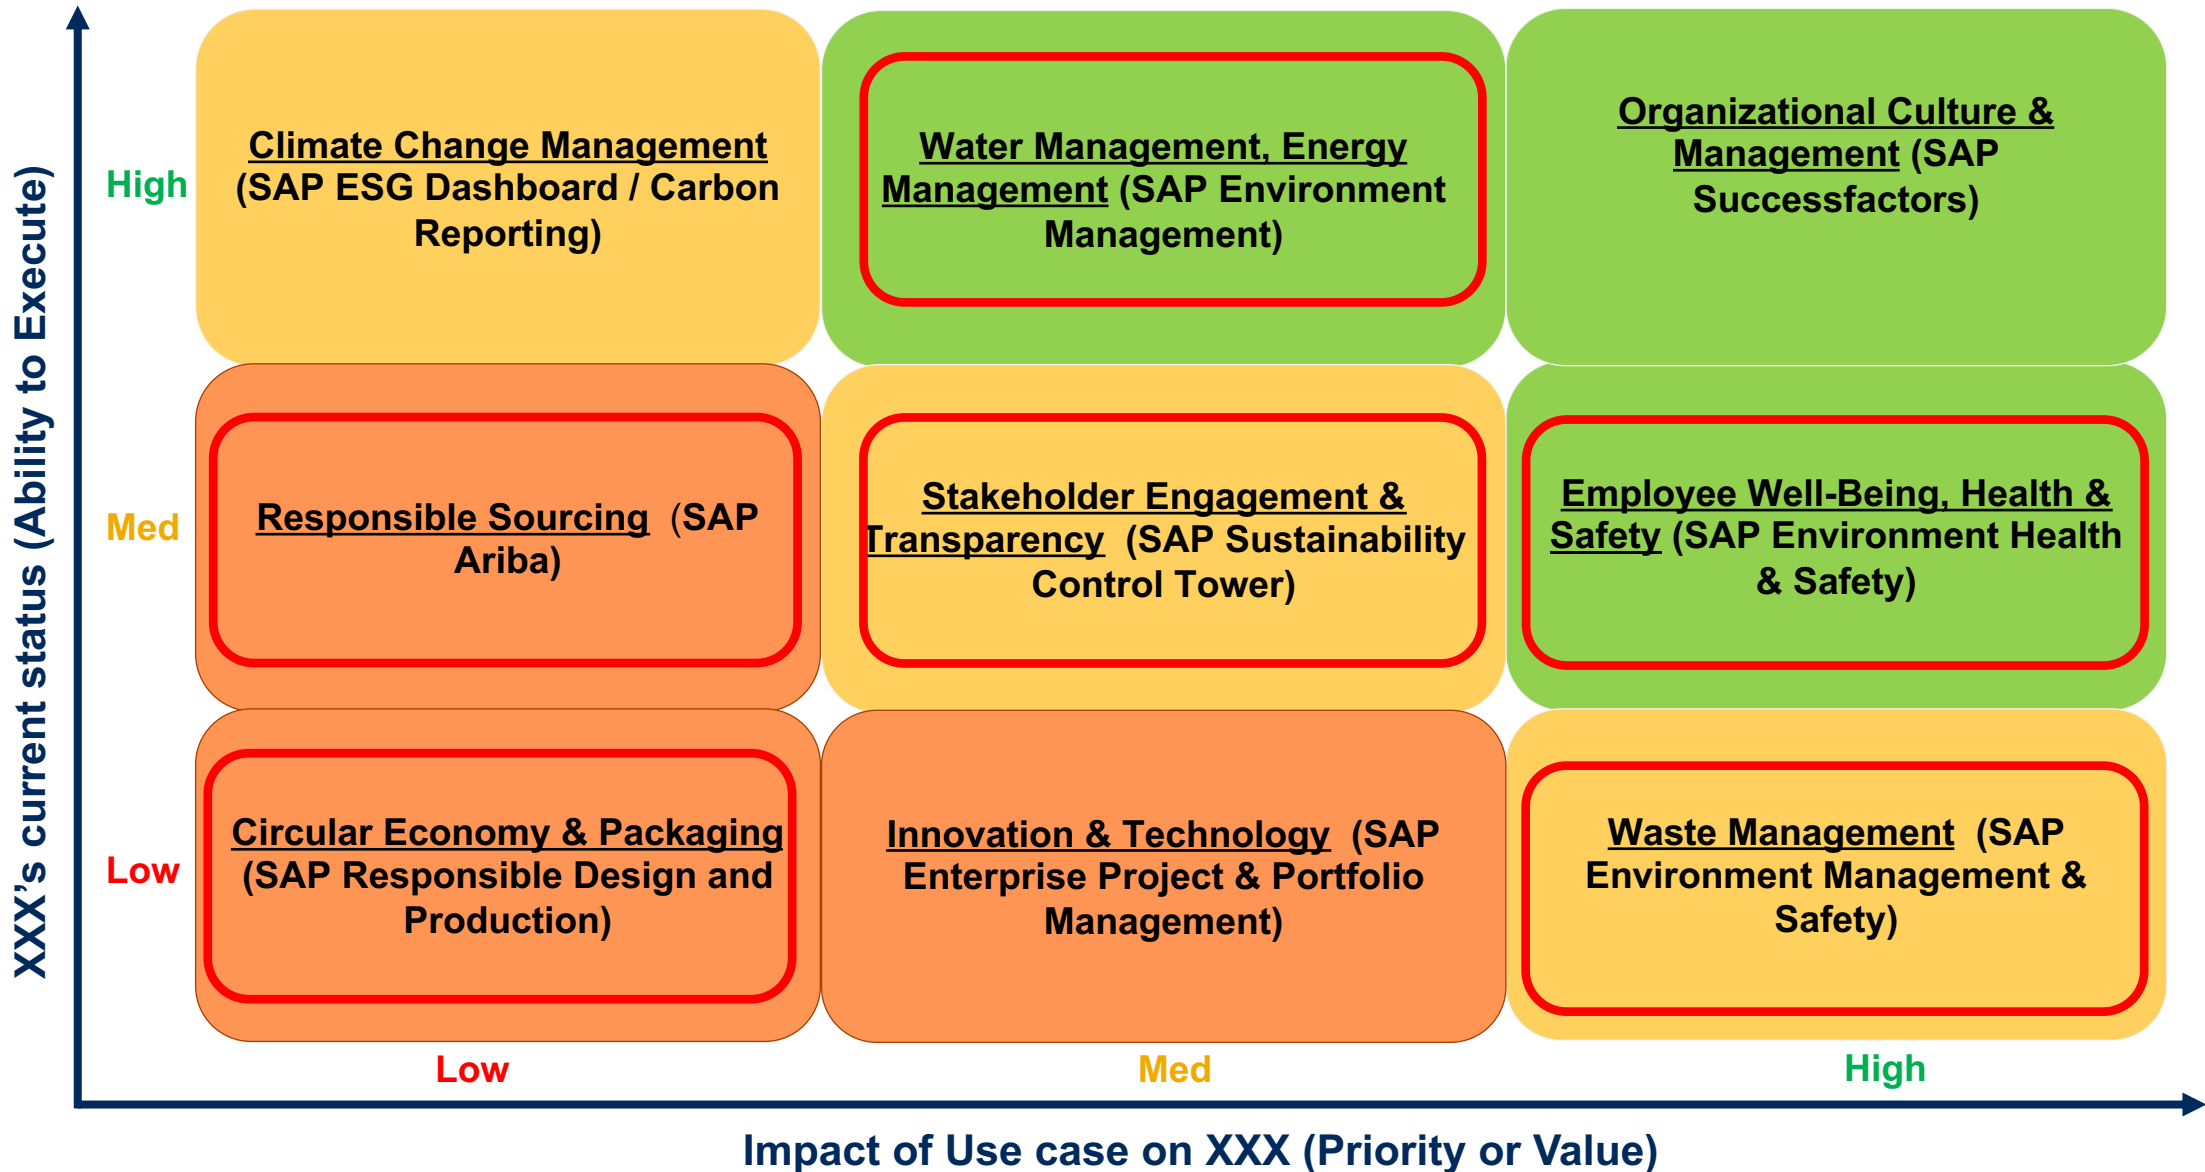 XXX's current status (Ability to Execute)
High
Climate Change Management
(SAP ESG Dashboard / Carbon
Reporting)
Water Management, Energy
Management (SAP Environment
Management)
Organizational Culture &
Management (SAP
Successfactors)
Med
Responsible Sourcing (SAP
Ariba)
Stakeholder Engagement &
Transparency (SAP Sustainability
Control Tower)
Employee Well-Being, Health &
Safety (SAP Environment Health
& Safety)
Low
Circular Economy & Packaging
(SAP Responsible Design and
Production)
Innovation & Technology (SAP
Enterprise Project & Portfolio
Management)
Waste Management (SAP
Environment Management &
Safety)
Low
Med
High
Impact of Use case on XXX (Priority or Value)